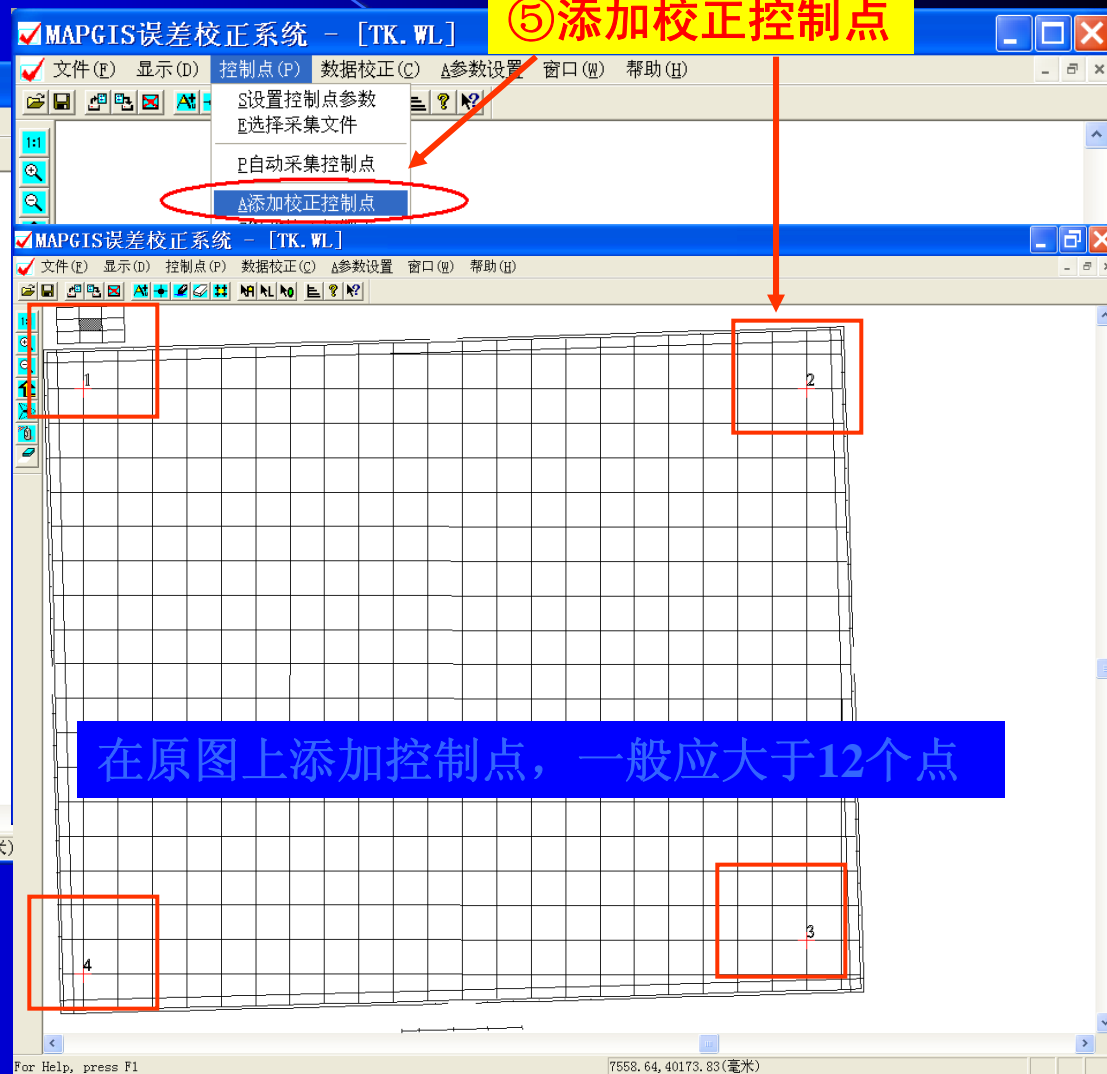 ⑤添加校正控制点
MAPGIS误差校正系统 - [TK.WL]
文件(F) 显示(D) 控制点(P) 数据校正(C) A参数设置 窗口(W) 帮助(H)
S设置控制点参数
E选择采集文件
1:1
P自动采集控制点
A添加校正控制点
MAPGIS误差校正系统 - [TK.WL]
文件(F) 显示(D) 控制点(P) 数据校正(C) A参数设置 窗口(W) 帮助(H)
1
2
在原图上添加控制点，一般应大于12个点
3
4
For Help, press F1
7558.64,40173.83(毫米)